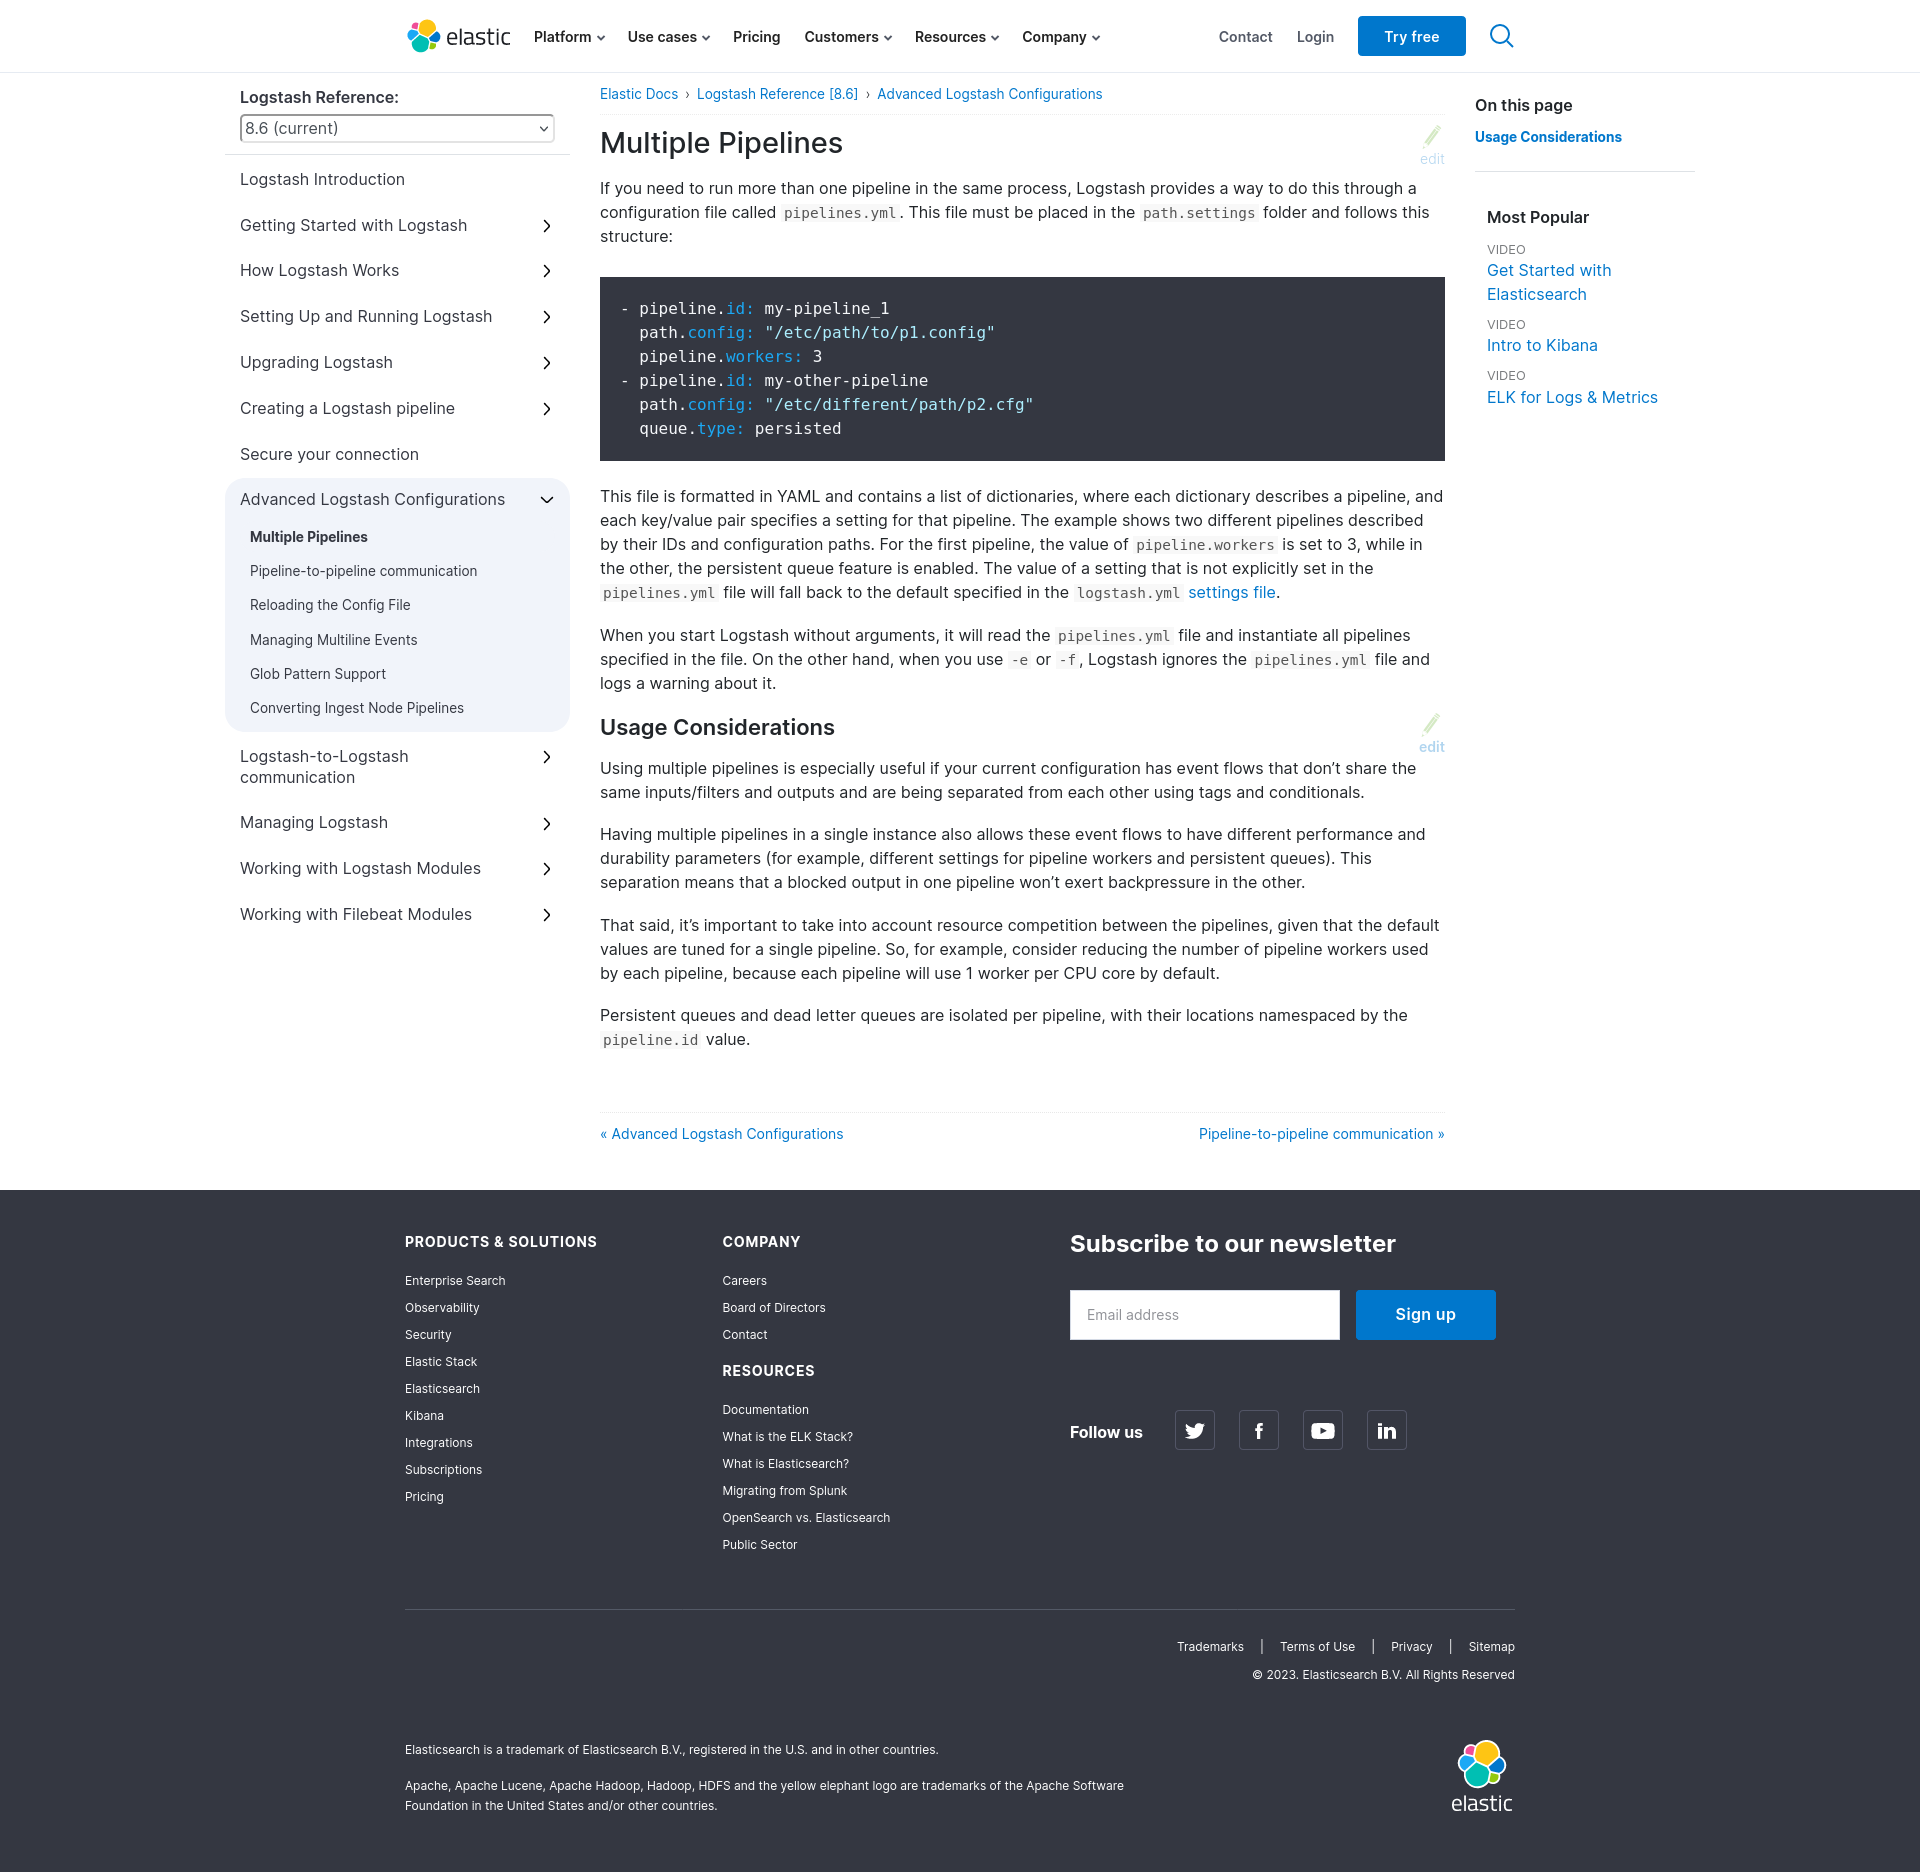 elastic
Platform
Use cases
Pricing
Customers
Resources
Company
Contact
Login
Try free
Logstash Reference:
8.6 (current)
Logstash Introduction
Getting Started with Logstash
How Logstash Works
Setting Up and Running Logstash
Upgrading Logstash
Creating a Logstash pipeline
Secure your connection
Advanced Logstash Configurations
Multiple Pipelines
Pipeline-to-pipeline communication
Reloading the Config File
Managing Multiline Events
Glob Pattern Support
Converting Ingest Node Pipelines
Logstash-to-Logstash
communication
Managing Logstash
Working with Logstash Modules
Working with Filebeat Modules
Elastic Docs › Logstash Reference [8.6] › Advanced Logstash Configurations
Multiple Pipelines
edit
If you need to run more than one pipeline in the same process, Logstash provides a way to do this through a
configuration file called pipelines.yml. This file must be placed in the path.settings folder and follows this
structure:
- pipeline.id: my-pipeline_1
  path.config: "/etc/path/to/p1.config"
  pipeline.workers: 3
- pipeline.id: my-other-pipeline
  path.config: "/etc/different/path/p2.cfg"
  queue.type: persisted
This file is formatted in YAML and contains a list of dictionaries, where each dictionary describes a pipeline, and
each key/value pair specifies a setting for that pipeline. The example shows two different pipelines described
by their IDs and configuration paths. For the first pipeline, the value of pipeline.workers is set to 3, while in
the other, the persistent queue feature is enabled. The value of a setting that is not explicitly set in the
pipelines.yml file will fall back to the default specified in the logstash.yml settings file.
When you start Logstash without arguments, it will read the pipelines.yml file and instantiate all pipelines
specified in the file. On the other hand, when you use -e or -f, Logstash ignores the pipelines.yml file and
logs a warning about it.
Usage Considerations
edit
Using multiple pipelines is especially useful if your current configuration has event flows that don’t share the
same inputs/filters and outputs and are being separated from each other using tags and conditionals.
Having multiple pipelines in a single instance also allows these event flows to have different performance and
durability parameters (for example, different settings for pipeline workers and persistent queues). This
separation means that a blocked output in one pipeline won’t exert backpressure in the other.
That said, it’s important to take into account resource competition between the pipelines, given that the default
values are tuned for a single pipeline. So, for example, consider reducing the number of pipeline workers used
by each pipeline, because each pipeline will use 1 worker per CPU core by default.
Persistent queues and dead letter queues are isolated per pipeline, with their locations namespaced by the
pipeline.id value.
« Advanced Logstash Configurations
Pipeline-to-pipeline communication »
On this page
Usage Considerations
Most Popular
VIDEO
Get Started with
Elasticsearch
VIDEO
Intro to Kibana
VIDEO
ELK for Logs & Metrics
PRODUCTS & SOLUTIONS
Enterprise Search
Observability
Security
Elastic Stack
Elasticsearch
Kibana
Integrations
Subscriptions
Pricing
COMPANY
Careers
Board of Directors
Contact
RESOURCES
Documentation
What is the ELK Stack?
What is Elasticsearch?
Migrating from Splunk
OpenSearch vs. Elasticsearch
Public Sector
Subscribe to our newsletter
Email address
Sign up
Follow us
Trademarks | Terms of Use | Privacy | Sitemap
© 2023. Elasticsearch B.V. All Rights Reserved
Elasticsearch is a trademark of Elasticsearch B.V., registered in the U.S. and in other countries.
Apache, Apache Lucene, Apache Hadoop, Hadoop, HDFS and the yellow elephant logo are trademarks of the Apache Software
Foundation in the United States and/or other countries.
elastic